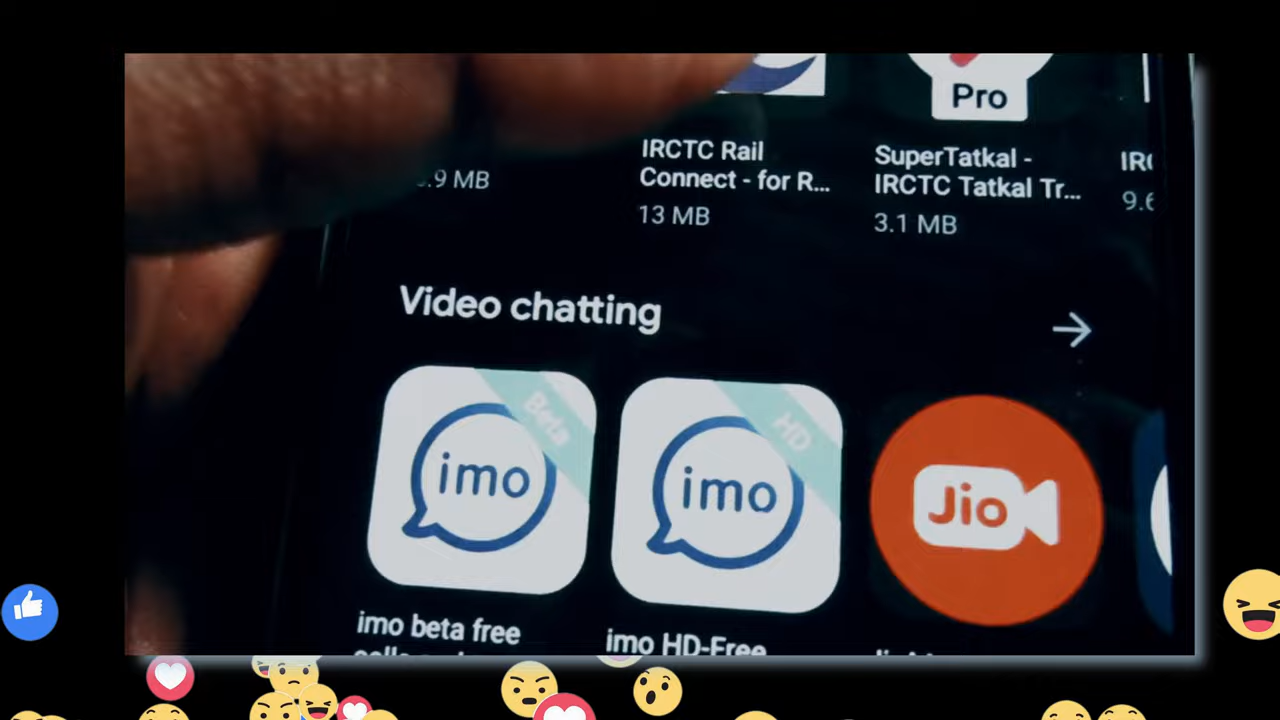 Pro
IRCTC Rail
Connect - for R...
SuperTatkal -
IRCTC Tatkal Tr...
.9 MB
13 MB
3.1 MB
9.6
Video chatting
Beta
imo
HD
imo
Jio
imo beta free
imo HD-Free